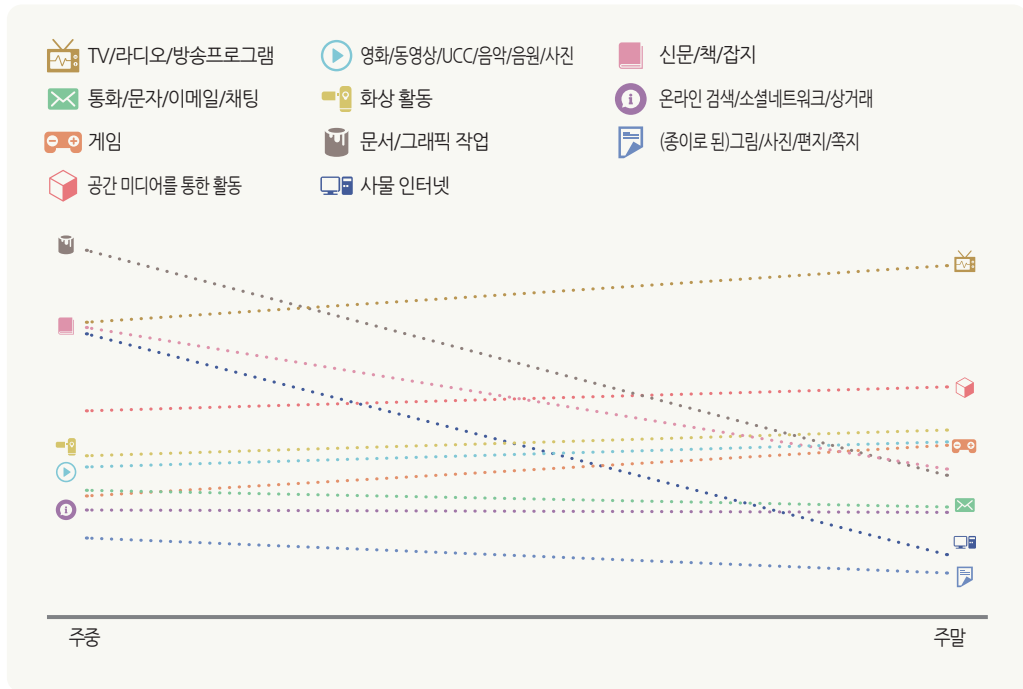 TV/라디오/방송프로그램 영화/동영상/UCC/음악/음원/사진 신문/책/잡지
통화/문자/이메일/채팅 화상 활동 온라인 검색/소셜네트워크/상거래
게임 문서/그래픽 작업 (종이로 된)그림/사진/편지/쪽지
공간 미디어를 통한 활동 사물 인터넷
주중 주말